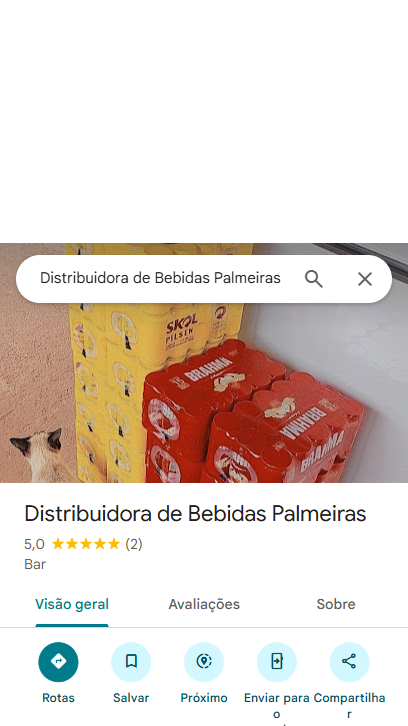 Distribuidora de Bebidas Palmeiras
SKOL
PILSEN
BRAHMA
BRAHMA
Distribuidora de Bebidas Palmeiras
5,0 ★★★★★ (2)
Bar
Visão geral Avaliações Sobre
Rotas Salvar Próximo Enviar para Compartilha
o r